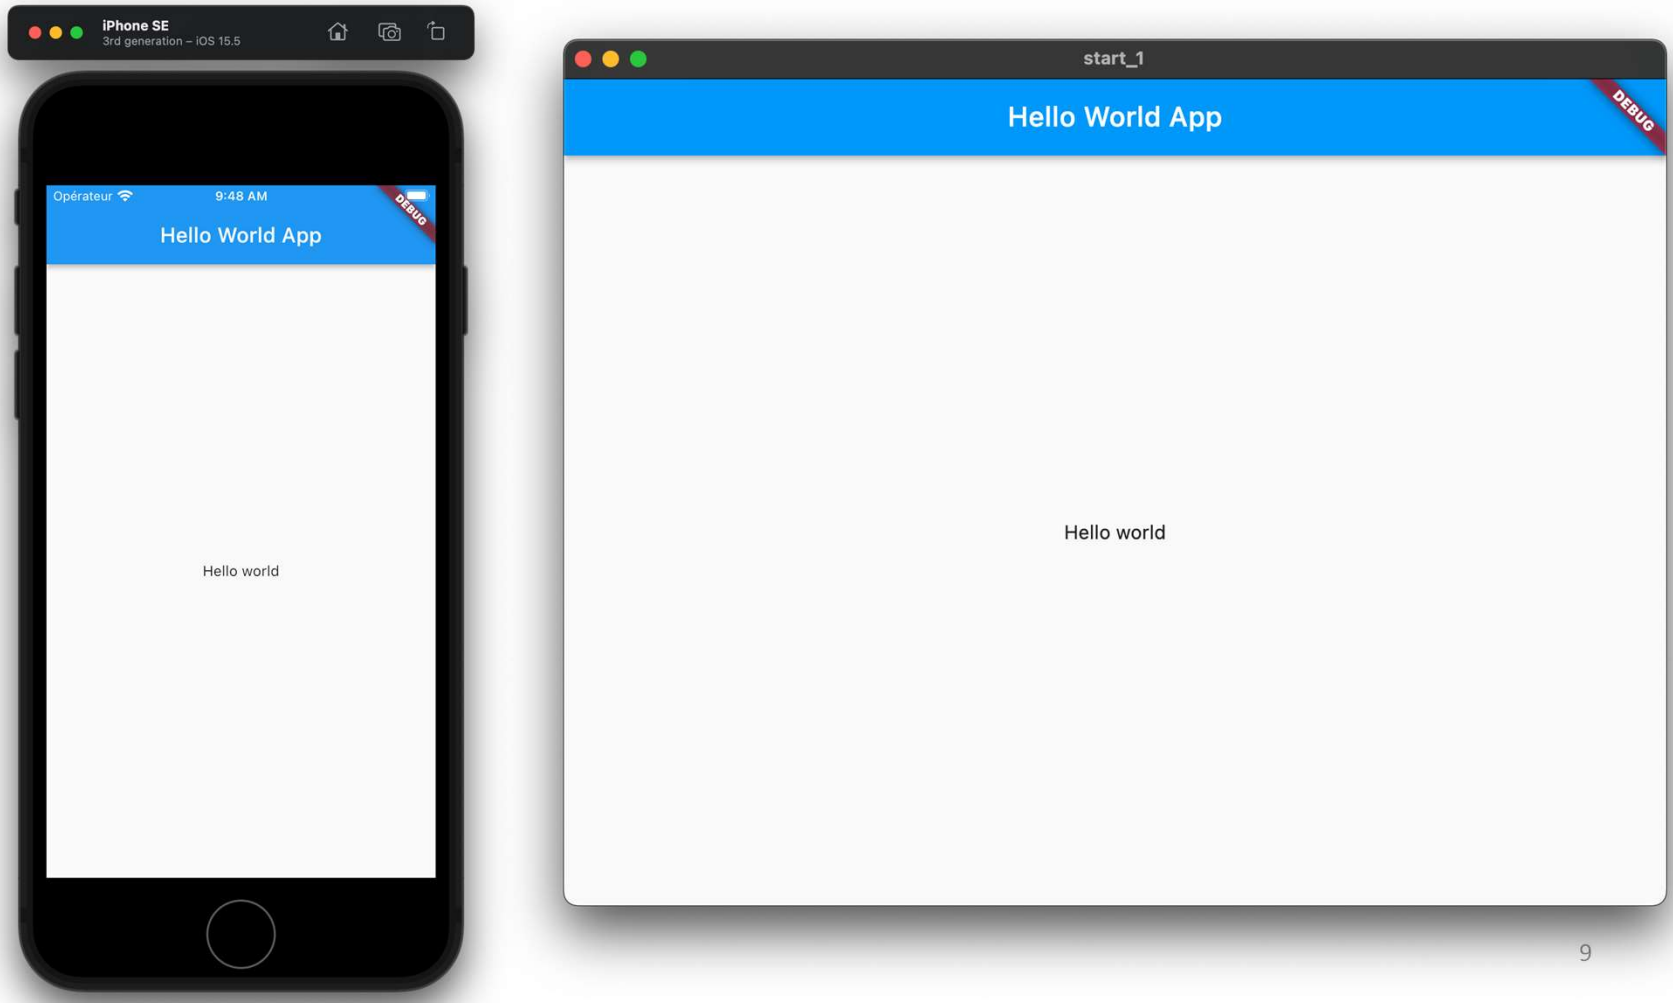 iPhone SE
3rd generation – iOS 15.5
Opérateur 9:48 AM
DEBUG
Hello World App
Hello world
start_1
Hello World App
DEBUG
Hello world
9